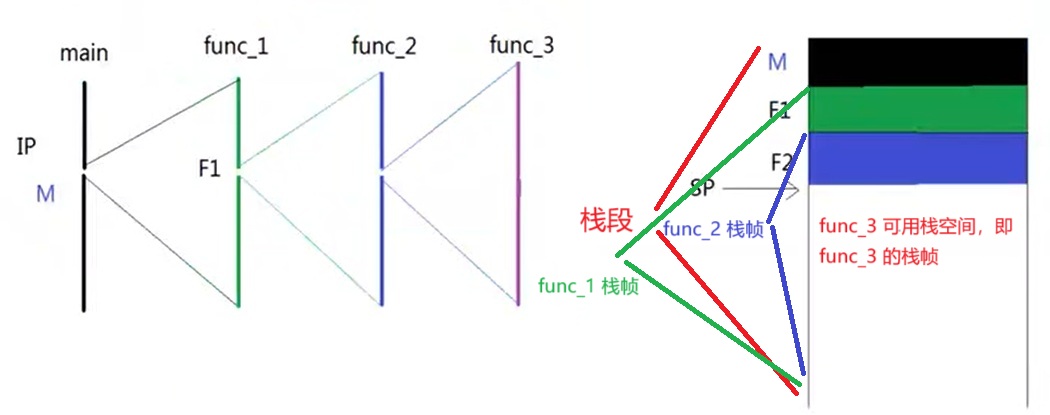 main
func_1
func_2
func_3
IP
M
F1
M
F1
F2
SP
栈段
func_2 栈帧
func_1 栈帧
func_3 可用栈空间，即
func_3 的栈帧